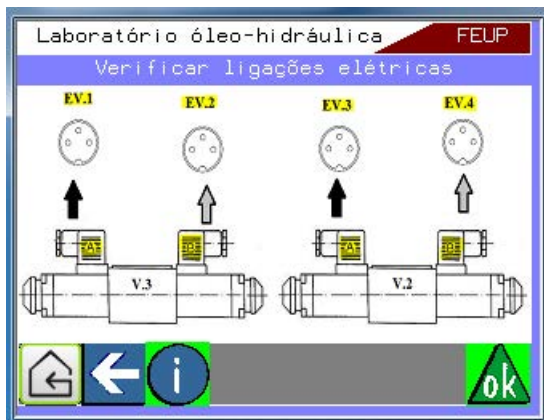 Laboratório óleo-hidráulica FEUP
Verificar ligações elétricas
EV.1 EV.2 EV.3 EV.4
A B A B
V.3 V.2
i ok